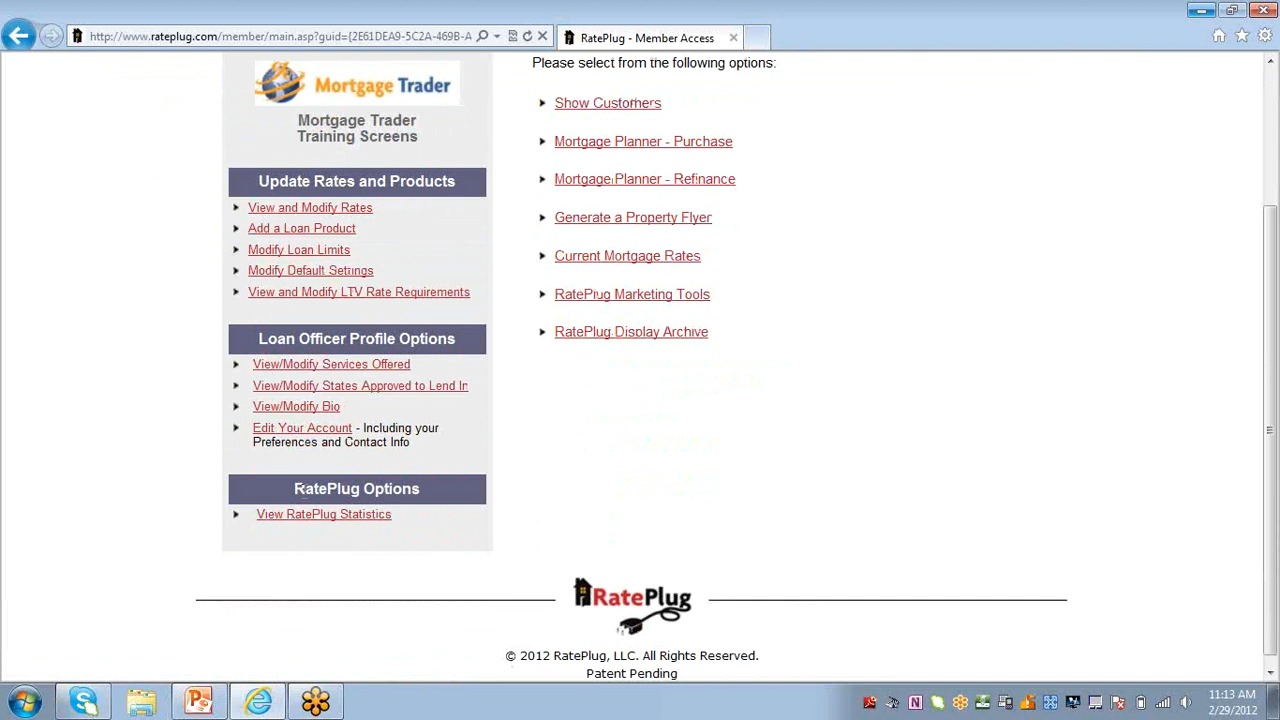 http://www.rateplug.com/member/main.asp?guid={2E61DEA9-5C2A-469B-A
RatePlug - Member Access
Mortgage Trader
Mortgage Trader
Training Screens
Update Rates and Products
View and Modify Rates
Add a Loan Product
Modify Loan Limits
Modify Default Settings
View and Modify LTV Rate Requirements
Loan Officer Profile Options
View/Modify Services Offered
View/Modify States Approved to Lend In
View/Modify Bio
Edit Your Account - Including your
Preferences and Contact Info
RatePlug Options
View RatePlug Statistics
Please select from the following options:
Show Customers
Mortgage Planner - Purchase
Mortgage Planner - Refinance
Generate a Property Flyer
Current Mortgage Rates
RatePlug Marketing Tools
RatePlug Display Archive
RatePlug
© 2012 RatePlug, LLC. All Rights Reserved.
Patent Pending
11:13 AM
2/29/2012